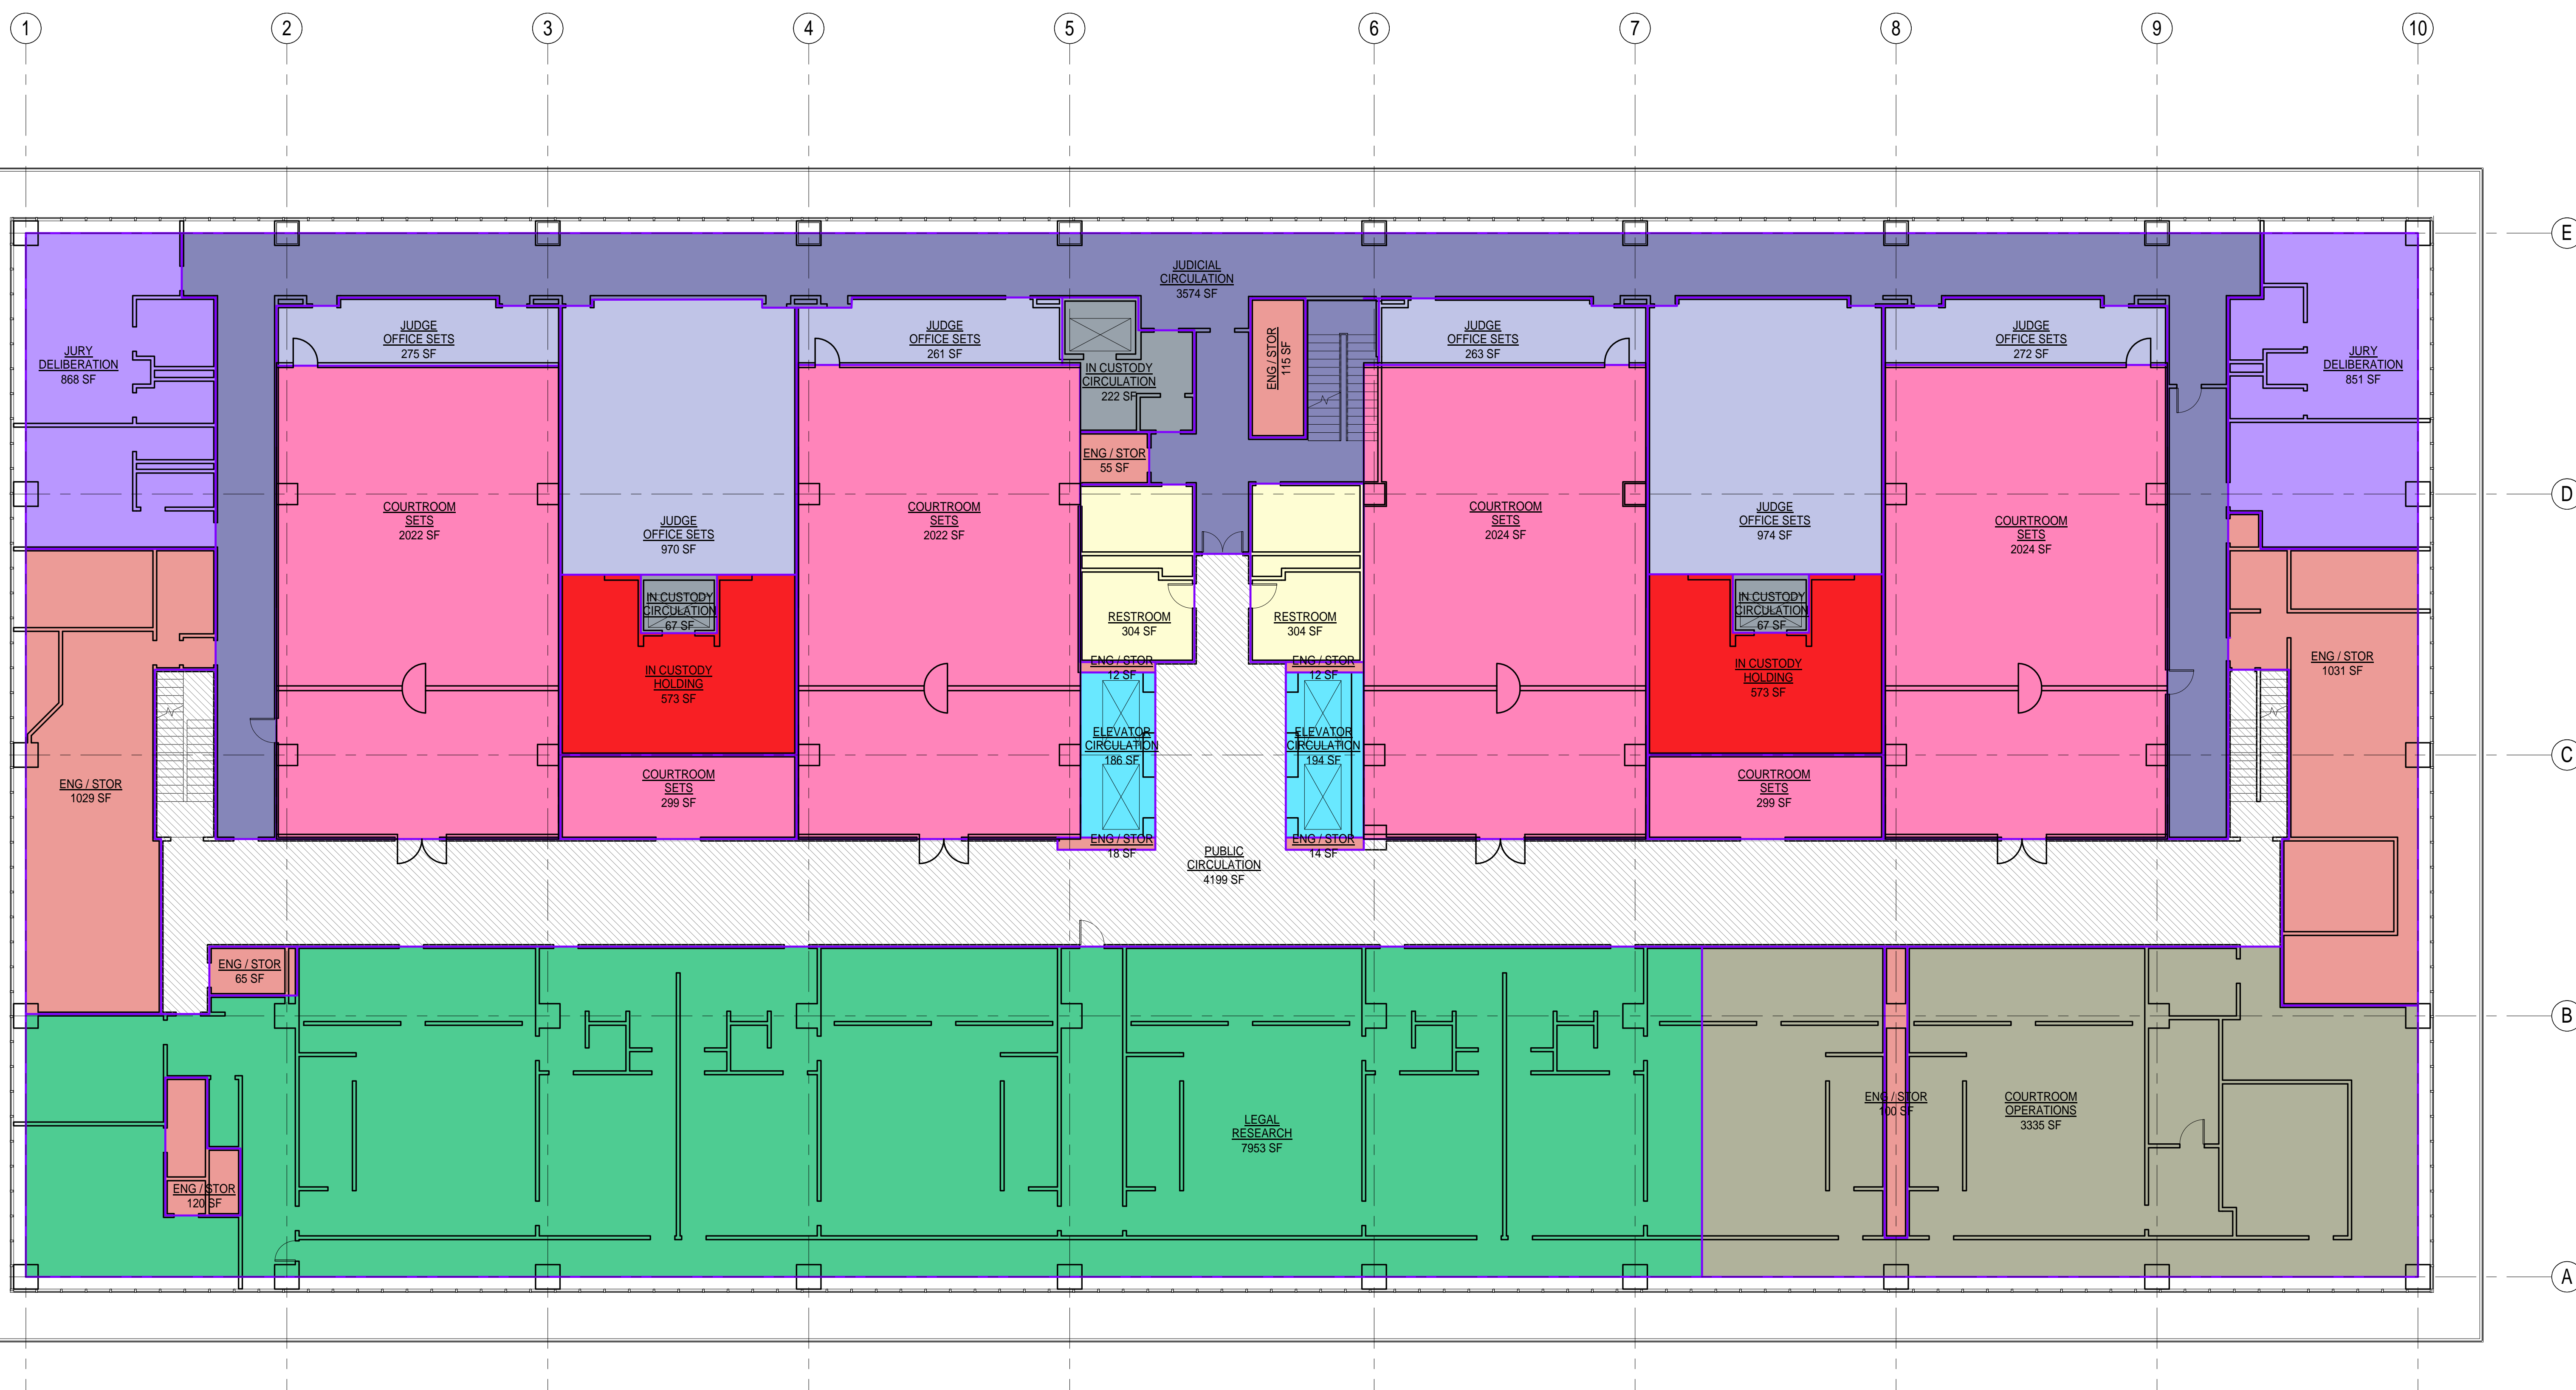 1
2
3
4
5
6
7
8
9
10
E
JUDICIAL
CIRCULATION
3574 SF
JURY
DELIBERATION
868 SF
JUDGE
OFFICE SETS
275 SF
JUDGE
OFFICE SETS
261 SF
IN CUSTODY
CIRCULATION
222 SF
ENG / STOR
115 SF
JUDGE
OFFICE SETS
263 SF
JUDGE
OFFICE SETS
272 SF
JURY
DELIBERATION
851 SF
ENG / STOR
55 SF
D
COURTROOM
SETS
2022 SF
JUDGE
OFFICE SETS
970 SF
COURTROOM
SETS
2022 SF
COURTROOM
SETS
2024 SF
JUDGE
OFFICE SETS
974 SF
COURTROOM
SETS
2024 SF
IN CUSTODY
CIRCULATION
67 SF
RESTROOM
304 SF
RESTROOM
304 SF
IN CUSTODY
CIRCULATION
67 SF
IN CUSTODY
HOLDING
573 SF
ENG / STOR
12 SF
ENG / STOR
12 SF
IN CUSTODY
HOLDING
573 SF
ENG / STOR
1031 SF
ELEVATOR
CIRCULATION
186 SF
ELEVATOR
CIRCULATION
194 SF
C
ENG / STOR
1029 SF
COURTROOM
SETS
299 SF
COURTROOM
SETS
299 SF
ENG / STOR
18 SF
ENG / STOR
14 SF
PUBLIC
CIRCULATION
4199 SF
ENG / STOR
65 SF
B
LEGAL
RESEARCH
7953 SF
ENG / STOR
100 SF
COURTROOM
OPERATIONS
3335 SF
ENG / STOR
120 SF
A